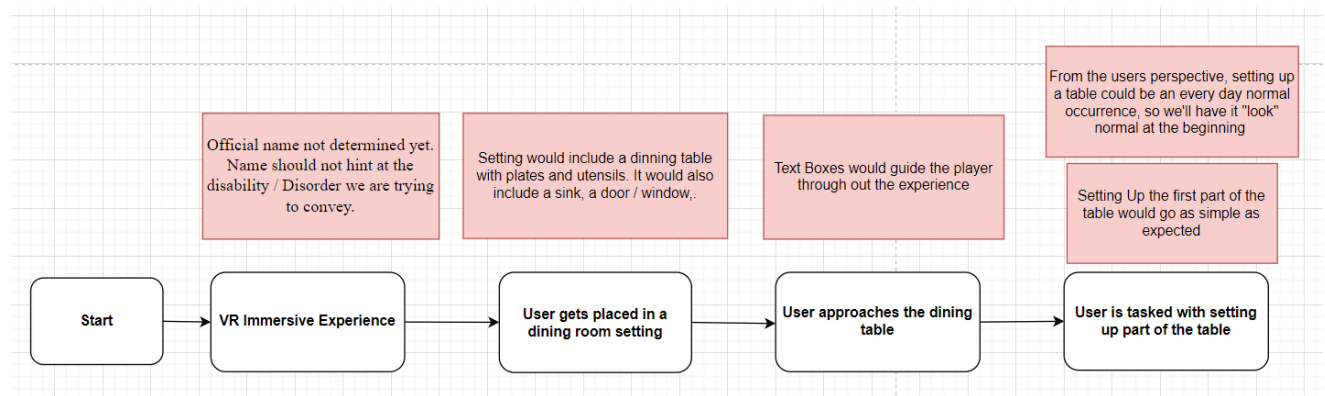 From the users perspective, setting up
a table could be an every day normal
occurrence, so we'll have it "look"
normal at the beginning
Official name not determined yet.
Name should not hint at the
disability / Disorder we are trying
to convey.
Setting would include a dinning table
with plates and utensils. It would also
include a sink, a door / window,.
Text Boxes would guide the player
through out the experience
Setting Up the first part of the
table would go as simple as
expected
Start
VR Immersive Experience
User gets placed in a
dining room setting
User approaches the dining
table
User is tasked with setting
up part of the table